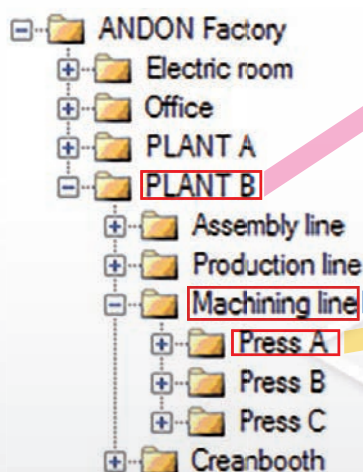 ANDON Factory
Electric room
Office
PLANT A
PLANT B
Assembly line
Production line
Machining line
Press A
Press B
Press C
Creanbooth